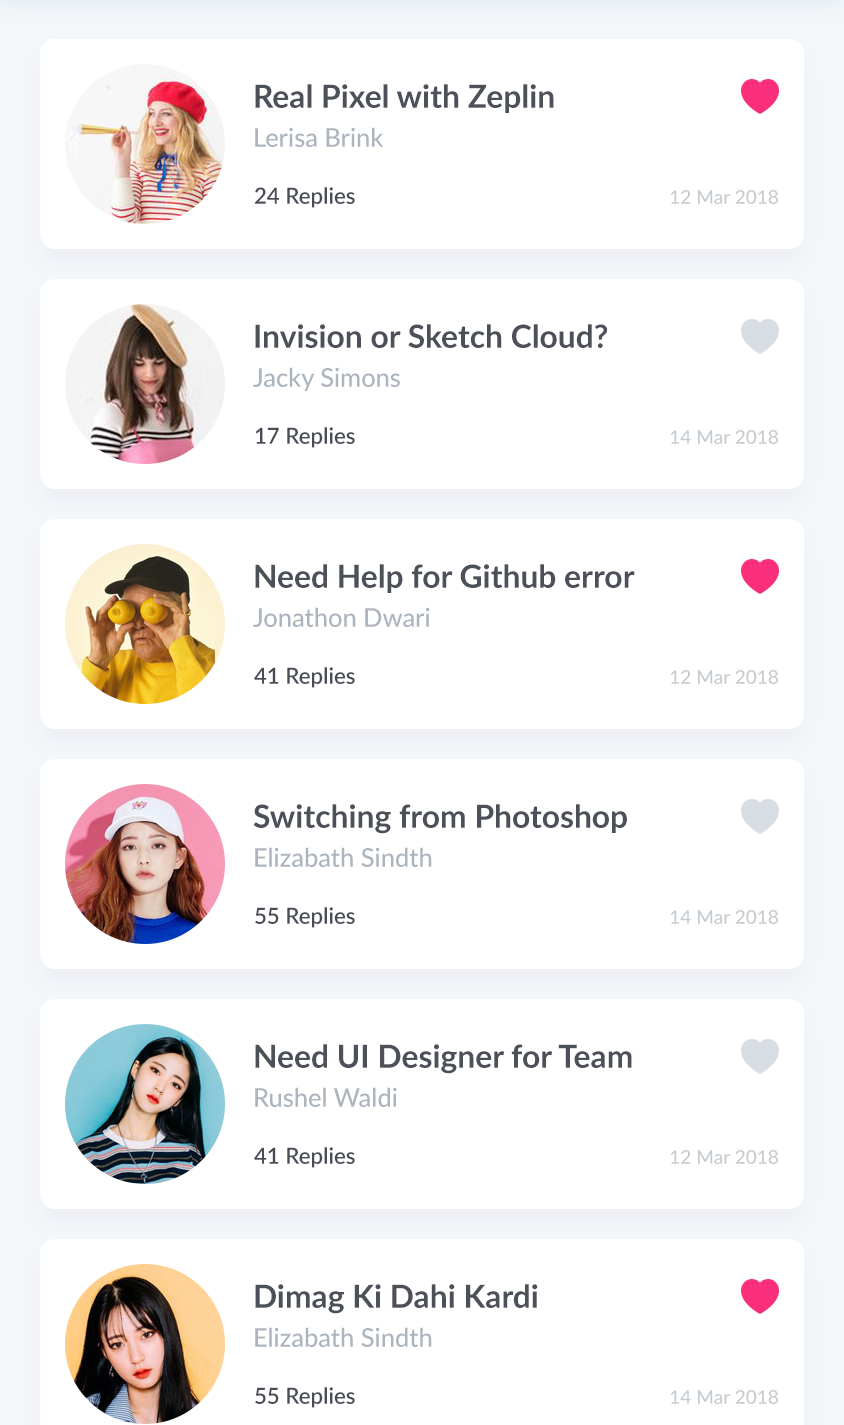 Real Pixel with Zeplin
Lerisa Brink
24 Replies
12 Mar 2018
Invision or Sketch Cloud?
Jacky Simons
17 Replies
14 Mar 2018
Need Help for Github error
Jonathon Dwari
41 Replies
12 Mar 2018
Switching from Photoshop
Elizabath Sindth
55 Replies
14 Mar 2018
Need UI Designer for Team
Rushel Waldi
41 Replies
12 Mar 2018
Dimag Ki Dahi Kardi
Elizabath Sindth
55 Replies
14 Mar 2018